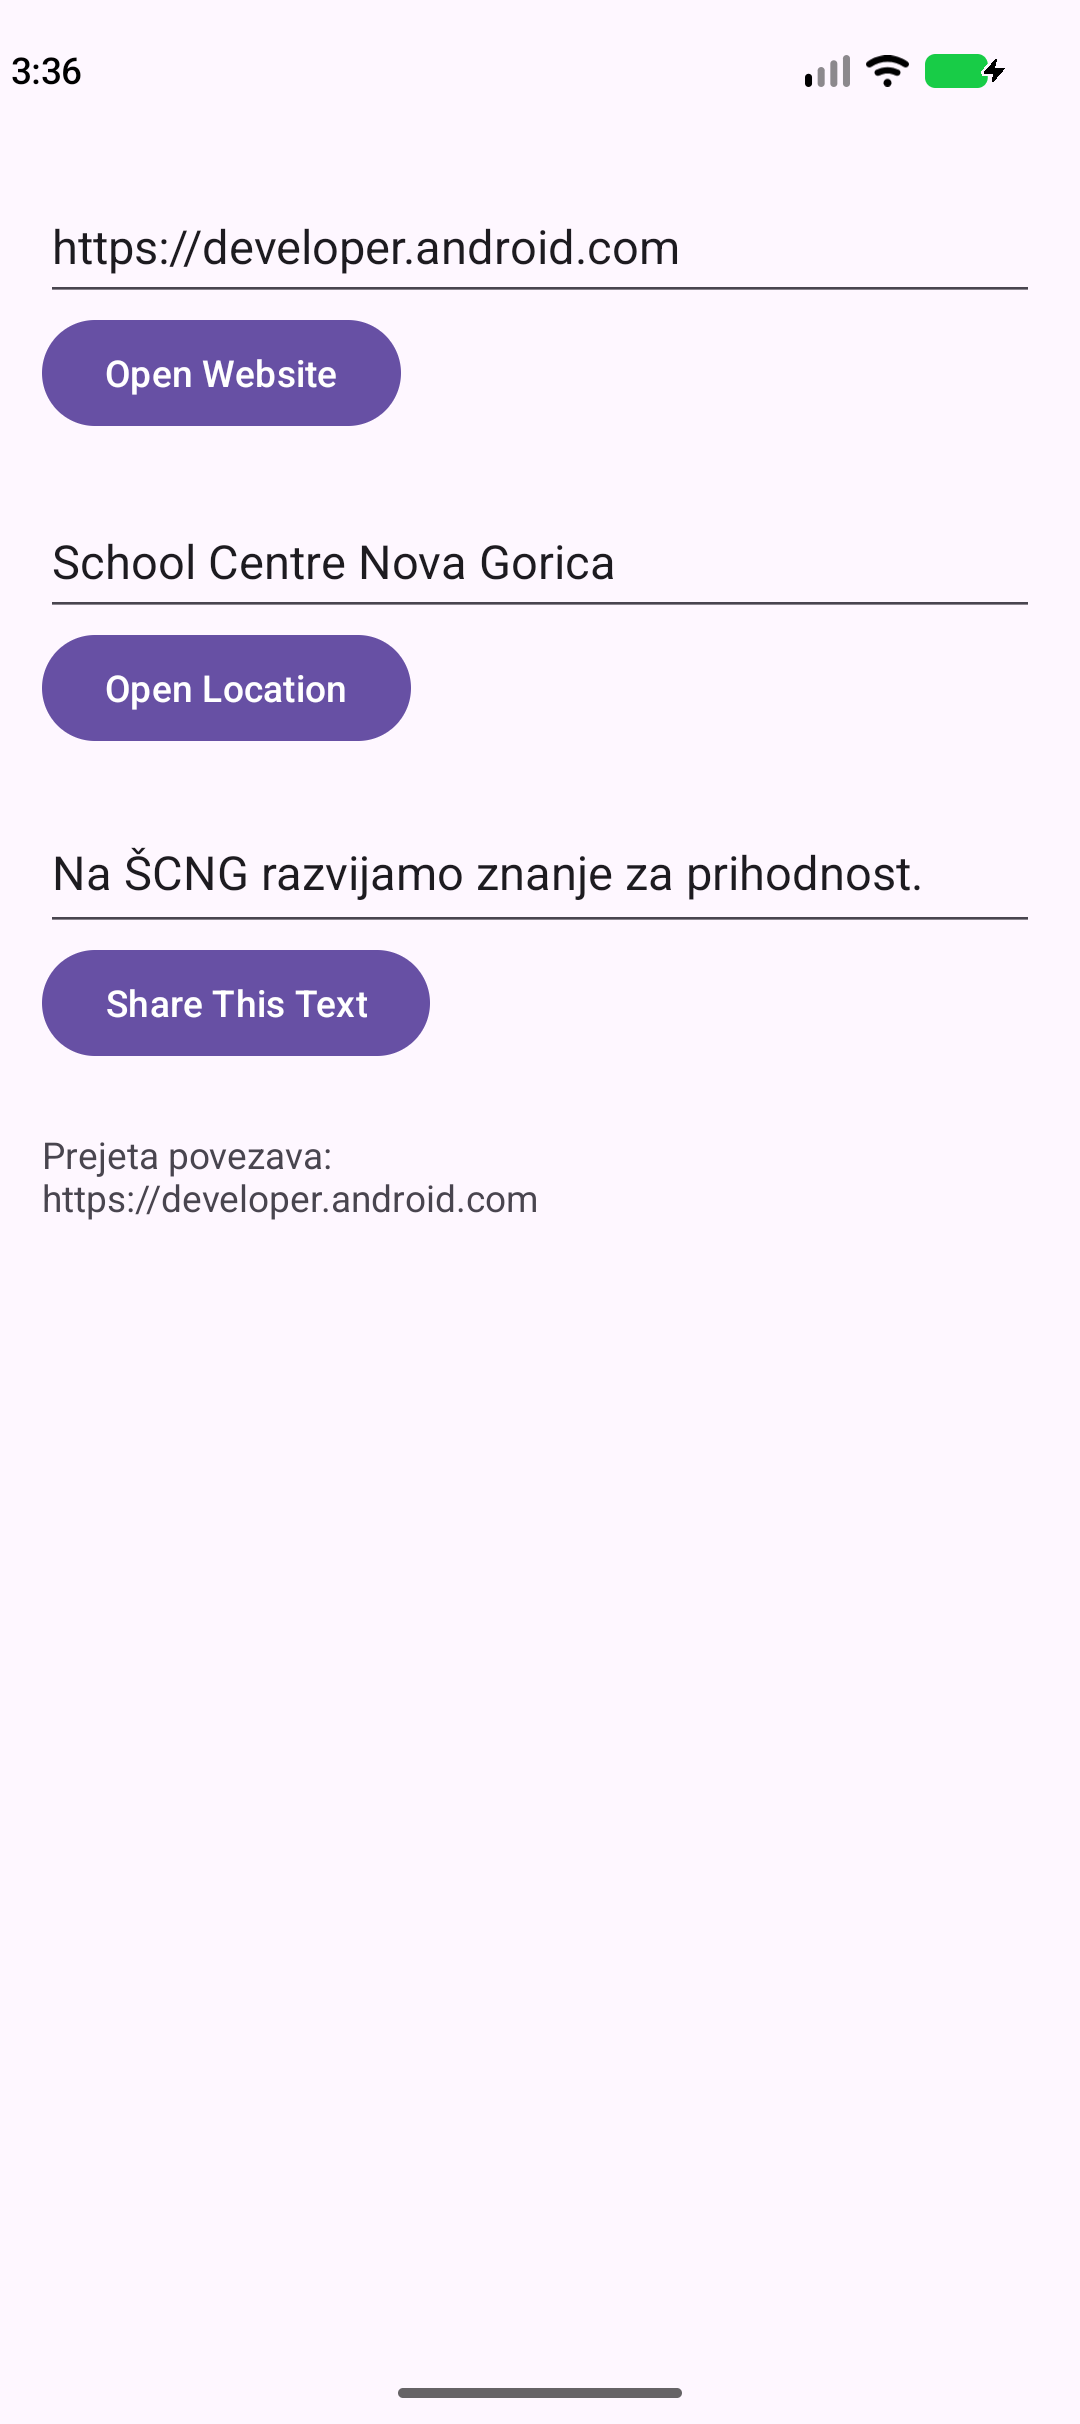 3:36
https://developer.android.com
Open Website
School Centre Nova Gorica
Open Location
Na ŠCNG razvijamo znanje za prihodnost.
Share This Text
Prejeta povezava:
https://developer.android.com